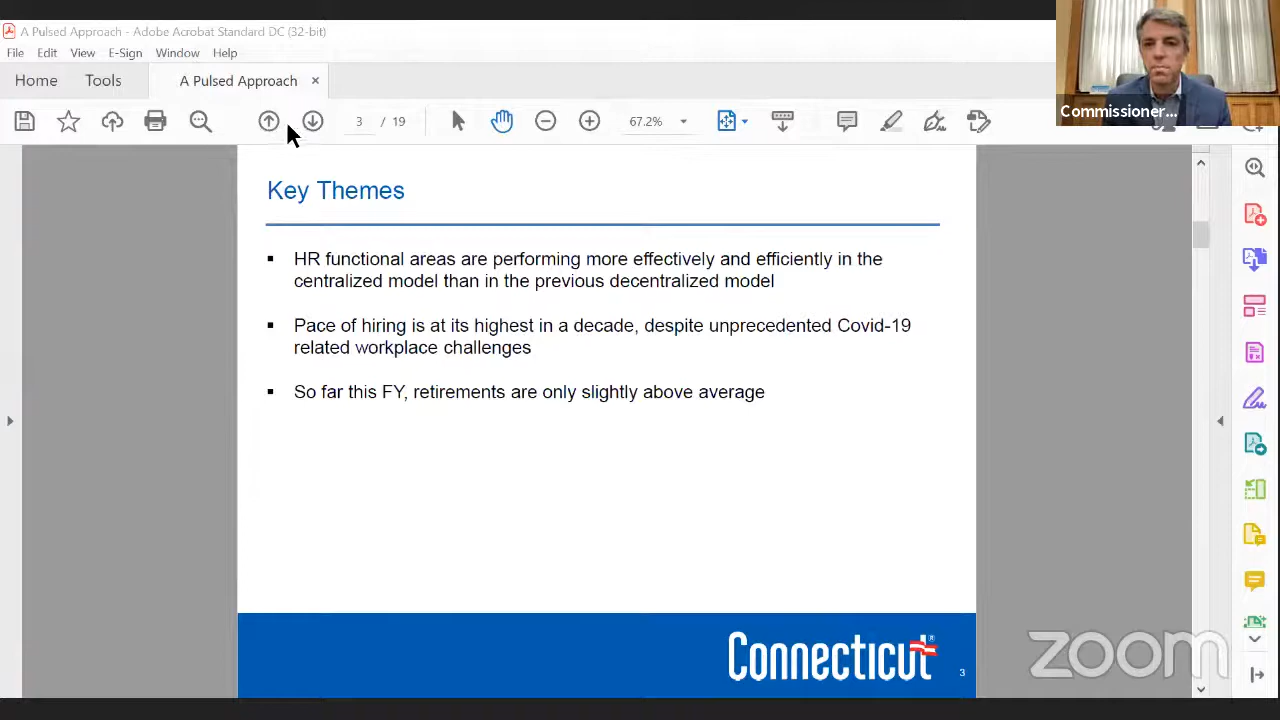 A Pulsed Approach - Adobe Acrobat Standard DC (32-bit)
File Edit View E-Sign Window Help
Home Tools A Pulsed Approach ×
3 / 19 67.2%
Commissioner...
Key Themes
▪ HR functional areas are performing more effectively and efficiently in the
centralized model than in the previous decentralized model
▪ Pace of hiring is at its highest in a decade, despite unprecedented Covid-19
related workplace challenges
▪ So far this FY, retirements are only slightly above average
Connecticut®
3
zoom